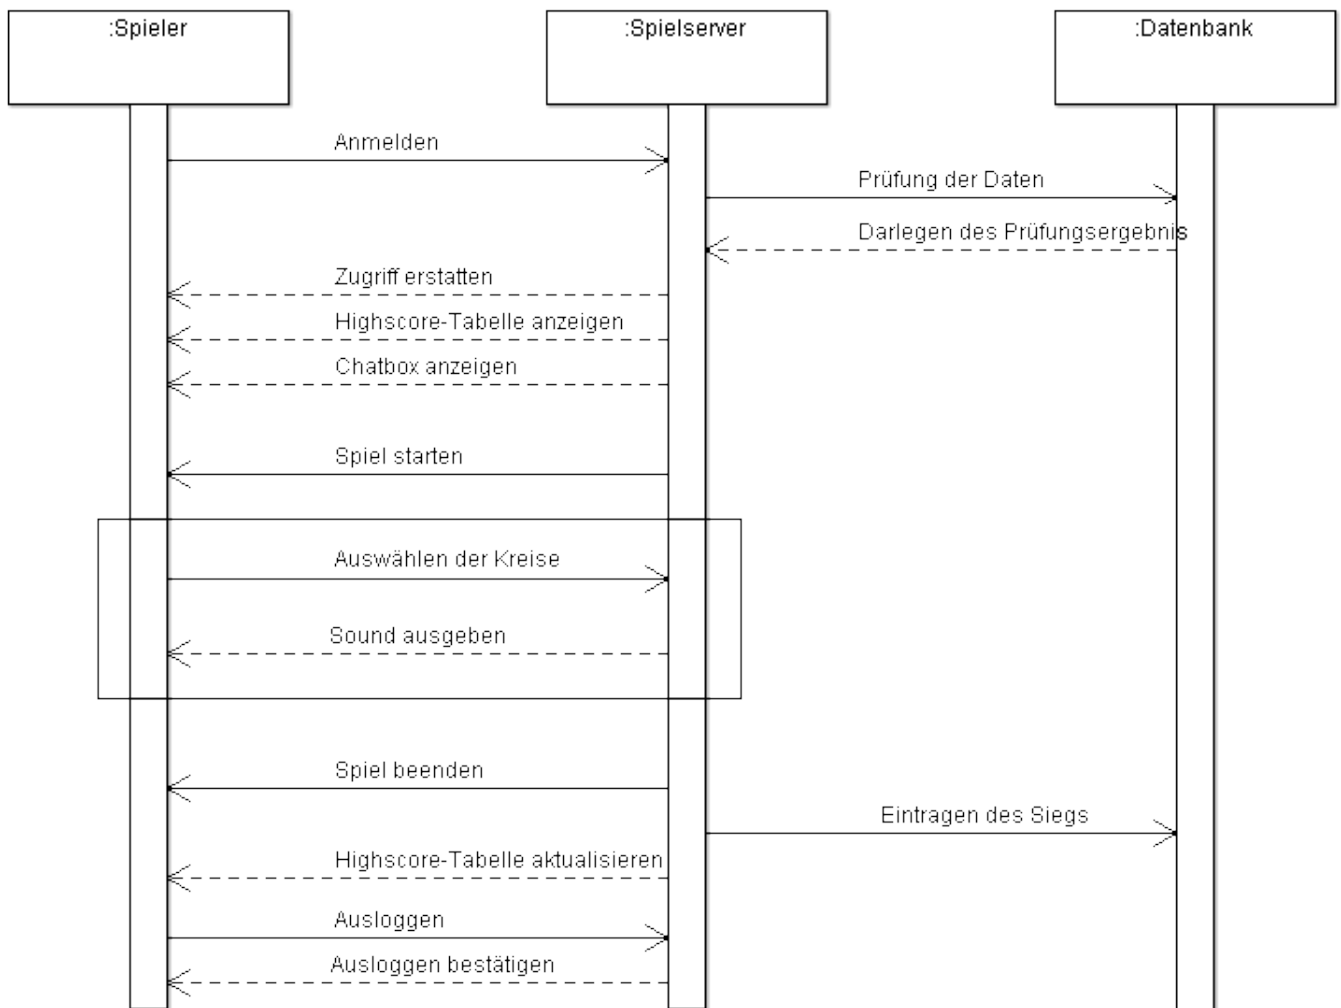 :Spieler
:Spielserver
:Datenbank
Anmelden
Prüfung der Daten
Darlegen des Prüfungsergebnis
Zugriff erstatten
Highscore-Tabelle anzeigen
Chatbox anzeigen
Spiel starten
Auswählen der Kreise
Sound ausgeben
Spiel beenden
Eintragen des Siegs
Highscore-Tabelle aktualisieren
Ausloggen
Ausloggen bestätigen